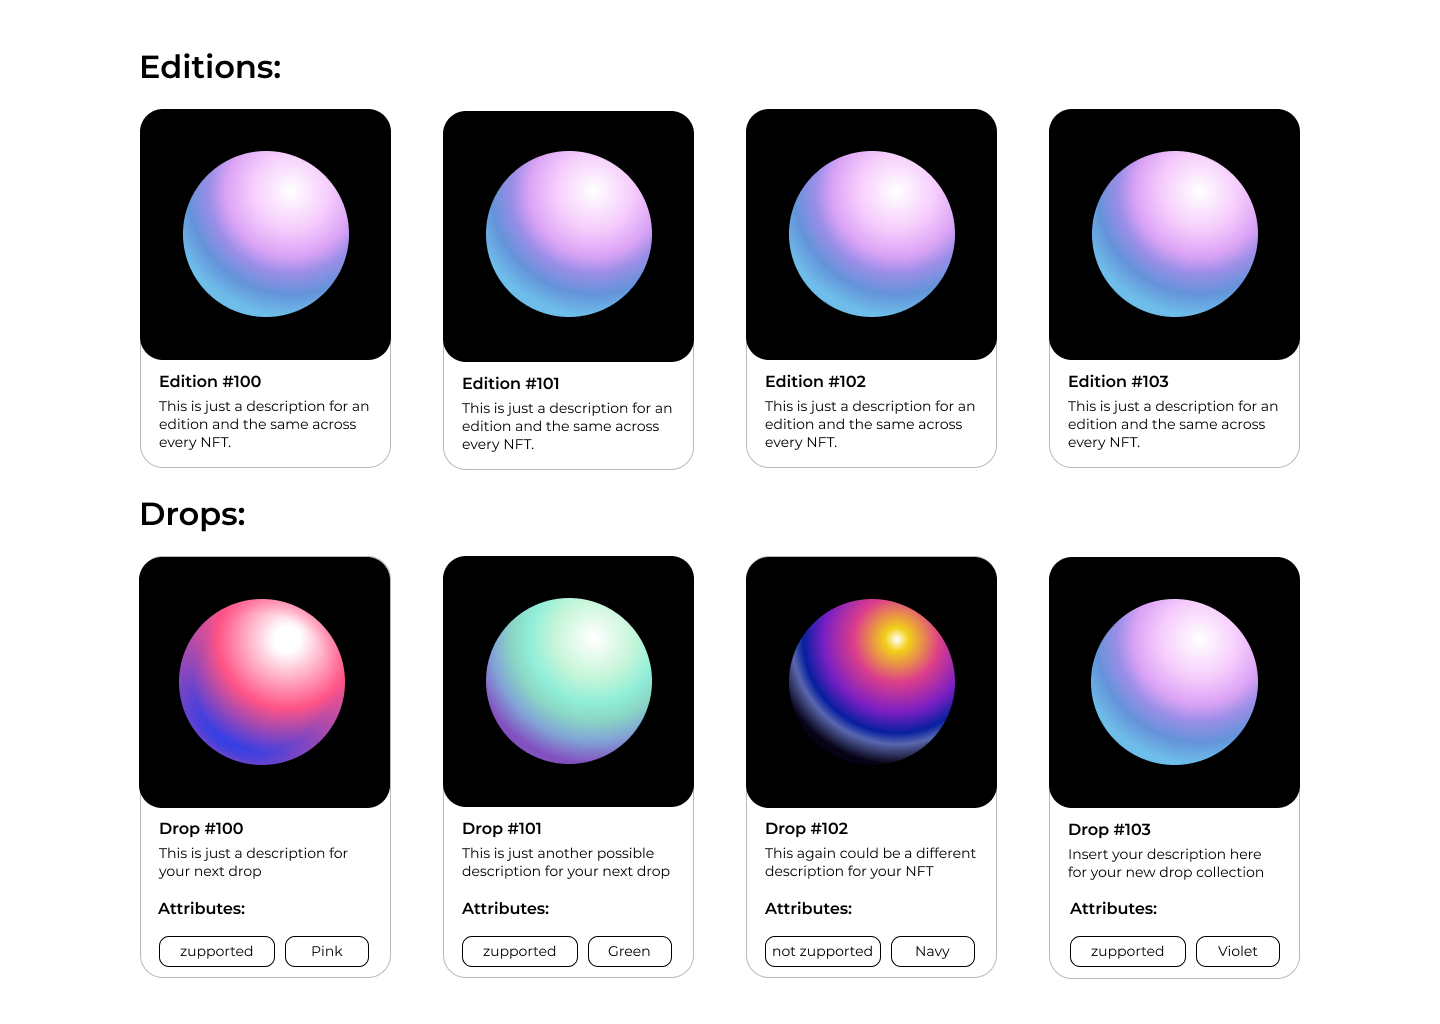 Editions:
Edition #100
This is just a description for an
edition and the same across
every NFT.
Edition #101
This is just a description for an
edition and the same across
every NFT.
Edition #102
This is just a description for an
edition and the same across
every NFT.
Edition #103
This is just a description for an
edition and the same across
every NFT.
Drops:
Drop #100
This is just a description for
your next drop
Attributes:
zupported
Pink
Drop #101
This is just another possible
description for your next drop
Attributes:
zupported
Green
Drop #102
This again could be a different
description for your NFT
Attributes:
not zupported
Navy
Drop #103
Insert your description here
for your new drop collection
Attributes:
zupported
Violet